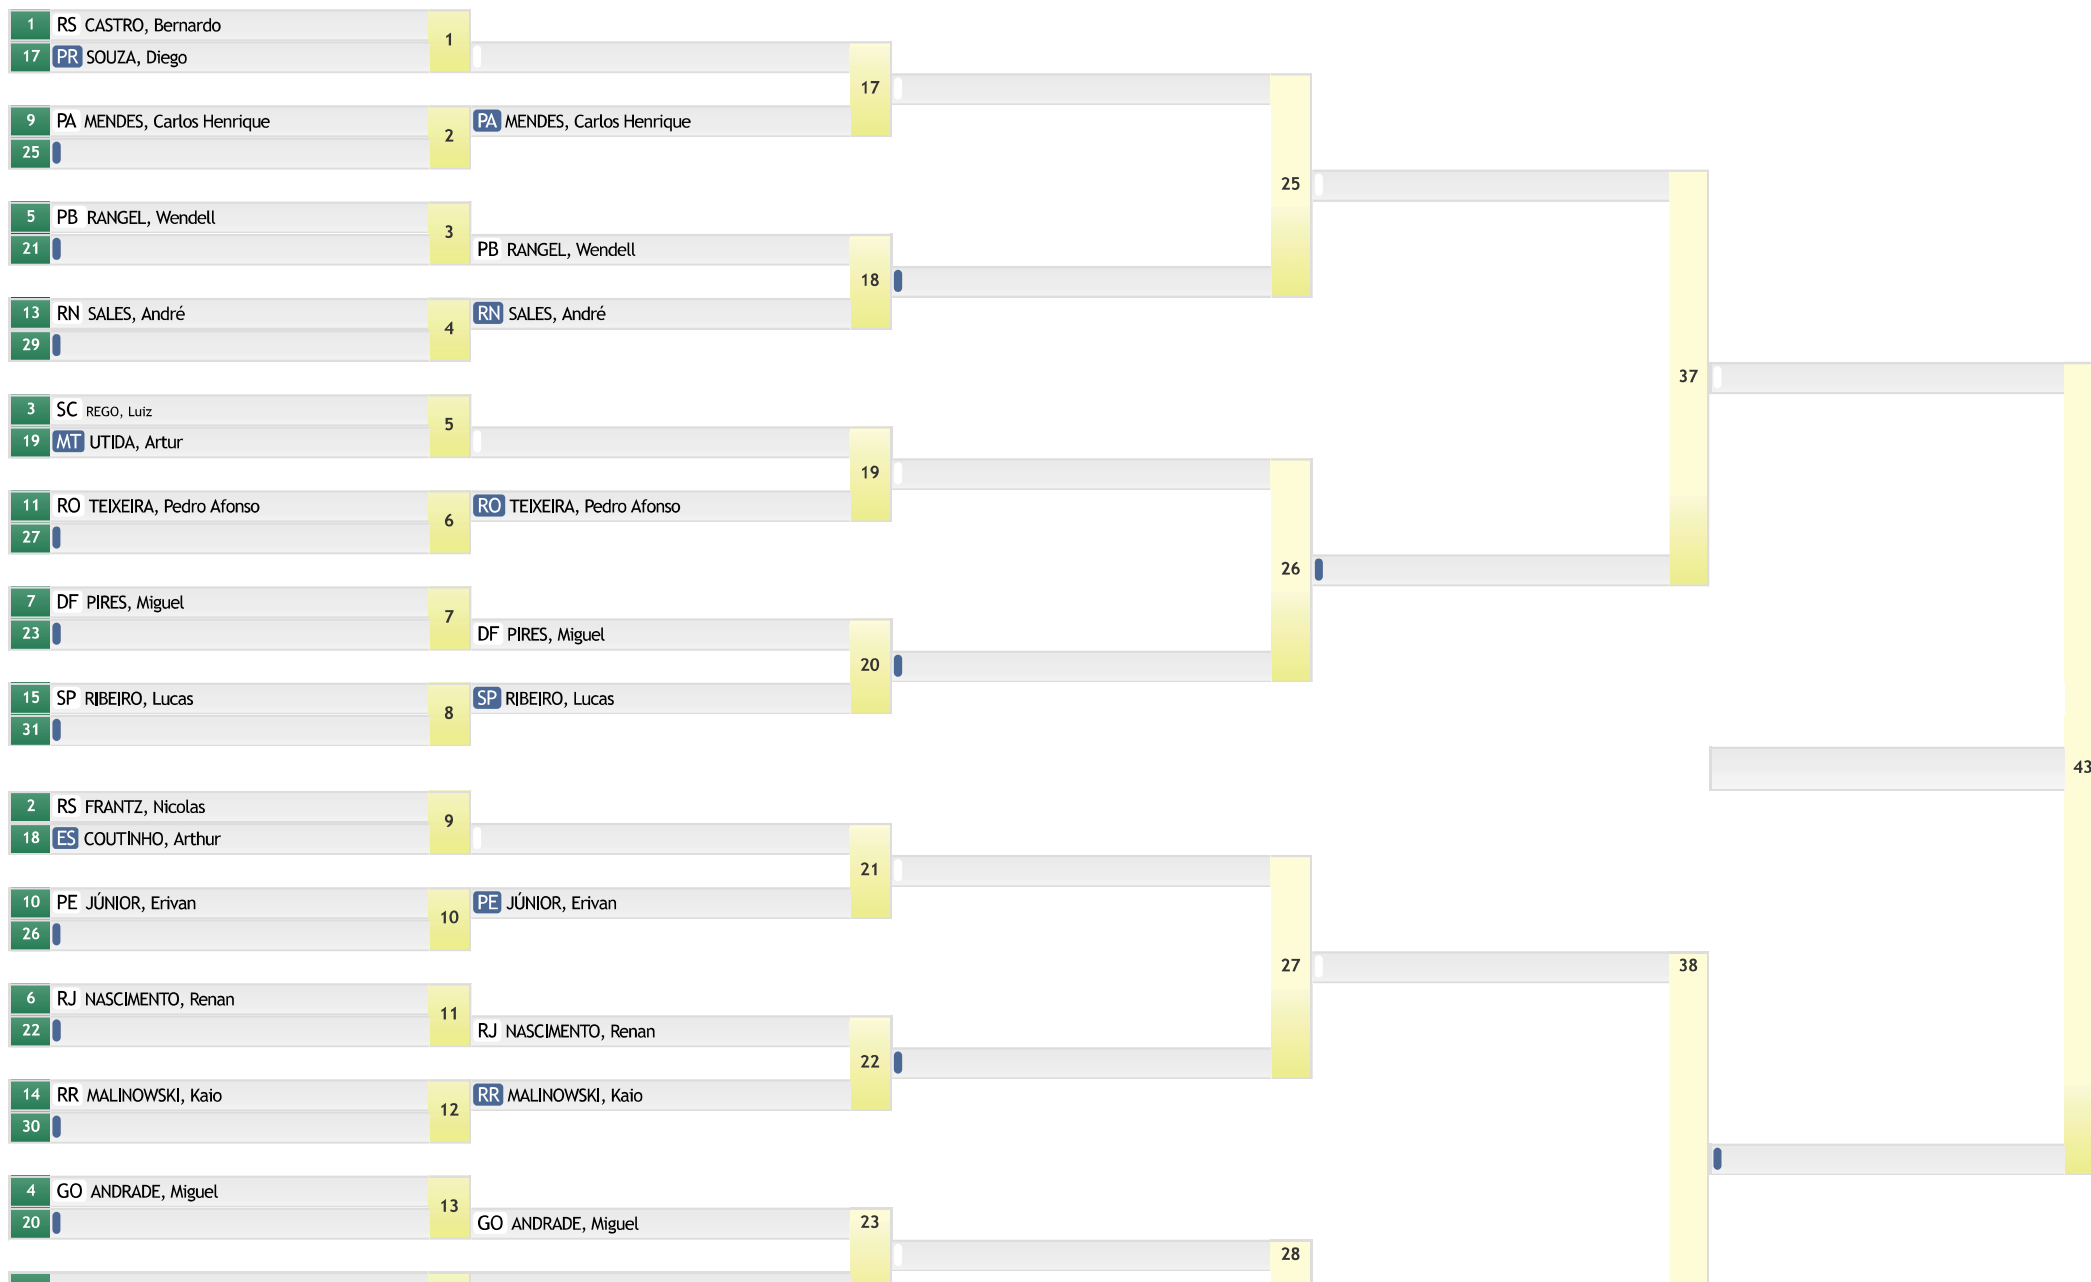 1 RS CASTRO, Bernardo
1
17 PR SOUZA, Diego
17
9 PA MENDES, Carlos Henrique
2
PA MENDES, Carlos Henrique
25
25
5 PB RANGEL, Wendell
3
21
PB RANGEL, Wendell
18
13 RN SALES, André
4
RN SALES, André
29
37
3 SC REGO, Luiz
5
19 MT UTIDA, Artur
19
11 RO TEIXEIRA, Pedro Afonso
6
RO TEIXEIRA, Pedro Afonso
27
26
7 DF PIRES, Miguel
7
23
DF PIRES, Miguel
20
15 SP RIBEIRO, Lucas
8
SP RIBEIRO, Lucas
31
43
2 RS FRANTZ, Nicolas
9
18 ES COUTINHO, Arthur
21
10 PE JÚNIOR, Erivan
10
PE JÚNIOR, Erivan
26
27
38
6 RJ NASCIMENTO, Renan
11
22
RJ NASCIMENTO, Renan
22
14 RR MALINOWSKI, Kaio
12
RR MALINOWSKI, Kaio
30
4 GO ANDRADE, Miguel
13
20
GO ANDRADE, Miguel
23
28